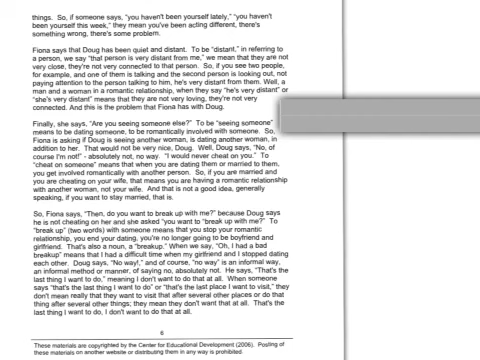 things. So, if someone says, "you haven't been yourself lately," "you haven't
been yourself this week," they mean you've been acting different, there's
something wrong, there's some problem.
Fiona says that Doug has been quiet and distant. To be "distant," in referring to
a person, we say "that person is very distant from me," we mean that they are not
very close, they're not very connected to that person. So, if you see two people,
for example, and one of them is talking and the second person is looking out, not
paying attention to the person talking to him, he's very distant from them. Well, a
man and a woman in a romantic relationship, when they say "he's very distant" or
"she's very distant" means that they are not very loving, they're not very
connected. And this is the problem that Fiona has with Doug.
Finally, she says, "Are you seeing someone else?" To be "seeing someone"
means to be dating someone, to be romantically involved with someone. So,
Fiona is asking if Doug is seeing another woman, is dating another woman, in
addition to her. That would not be very nice, Doug. Well, Doug says, "No, of
course I'm not!" - absolutely not, no way. "I would never cheat on you." To
"cheat on someone" means that when you are dating them or married to them,
you get involved romantically with another person. So, if you are married and
you are cheating on your wife, that means you are having a romantic relationship
with another woman, not your wife. And that is not a good idea, generally
speaking, if you want to stay married, that is.
So, Fiona says, "Then, do you want to break up with me?" because Doug says
he is not cheating on her and she asked "you want to "break up with me?" To
"break up" (two words) with someone means that you stop your romantic
relationship, you end your dating, you're no longer going to be boyfriend and
girlfriend. That's also a noun, a "breakup." When we say, "Oh, I had a bad
breakup" means that I had a difficult time when my girlfriend and I stopped dating
each other. Doug says, "No way!," and of course, "no way" is an informal way,
an informal method or manner, of saying no, absolutely not. He says, "That's the
last thing I want to do," meaning I don't want to do that at all. When someone
says "that's the last thing I want to do" or "that's the last place I want to visit," they
don't mean really that they want to visit that after several other places or do that
thing after several other things; they mean they don't want that at all. That's the
last thing I want to do, I don't want to do that at all.
6
These materials are copyrighted by the Center for Educational Development (2006). Posting of
these materials on another website or distributing them in any way is prohibited.